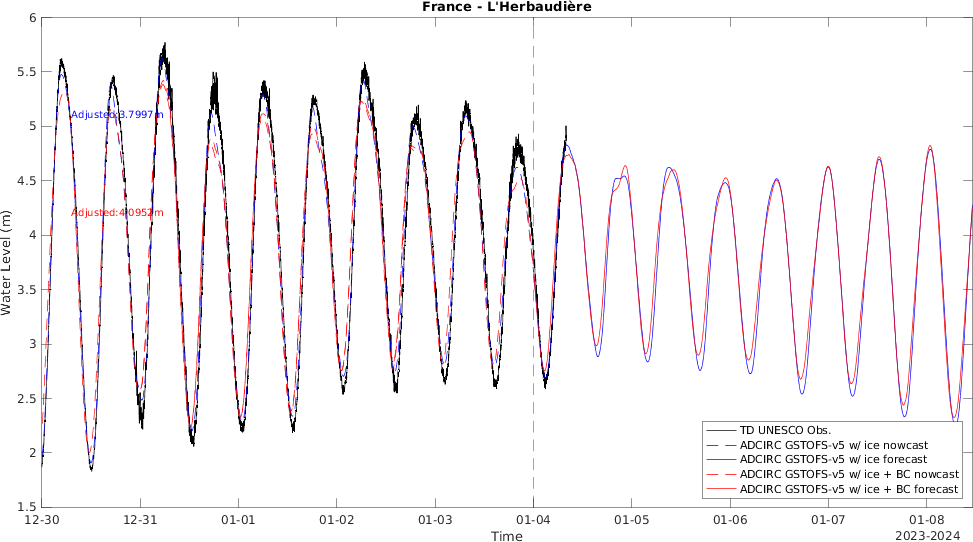 France - L'Herbaudière
6
5.5
5
4.5
4
3.5
3
2.5
2
1.5
Water Level (m)
Adjusted:3.7997m
Adjusted:4.0952m
TD UNESCO Obs.
ADCIRC GSTOFS-v5 w/ ice nowcast
ADCIRC GSTOFS-v5 w/ ice forecast
ADCIRC GSTOFS-v5 w/ ice + BC nowcast
ADCIRC GSTOFS-v5 w/ ice + BC forecast
12-30 12-31 01-01 01-02 01-03 01-04 01-05 01-06 01-07 01-08
Time
2023-2024